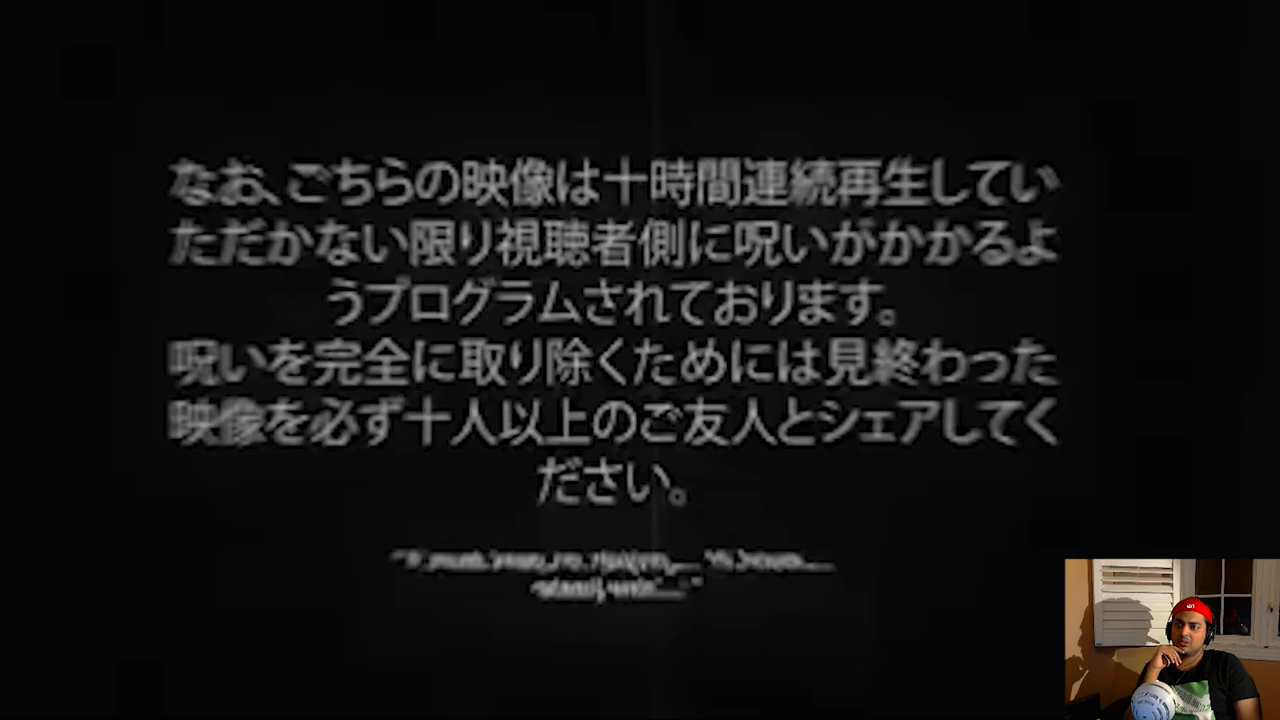 なお、こちらの映像は十時間連続再生してい
ただかない限り視聴者側に呪いがかかるよ
うプログラムされております。
呪いを完全に取り除くためには見終わった
映像を必ず十人以上のご友人とシェアしてく
ださい。